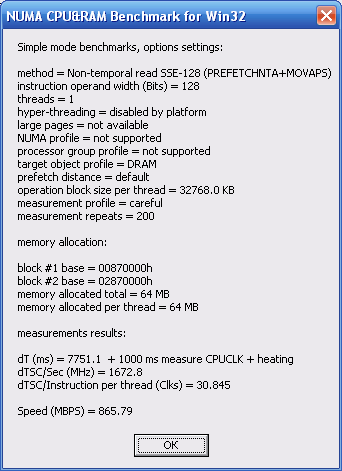 NUMA CPU&RAM Benchmark for Win32
Simple mode benchmarks, options settings:
method = Non-temporal read SSE-128 (PREFETCHNTA+MOVAPS)
instruction operand width (Bits) = 128
threads = 1
hyper-threading = disabled by platform
large pages = not available
NUMA profile = not supported
processor group profile = not supported
target object profile = DRAM
prefetch distance = default
operation block size per thread = 32768.0 KB
measurement profile = careful
measurement repeats = 200
memory allocation:
block #1 base = 00870000h
block #2 base = 02870000h
memory allocated total = 64 MB
memory allocated per thread = 64 MB
measurements results:
dT (ms) = 7751.1  + 1000 ms measure CPUCLK + heating
dTSC/Sec (MHz) = 1672.8
dTSC/Instruction per thread (Clks) = 30.845
Speed (MBPS) = 865.79
OK